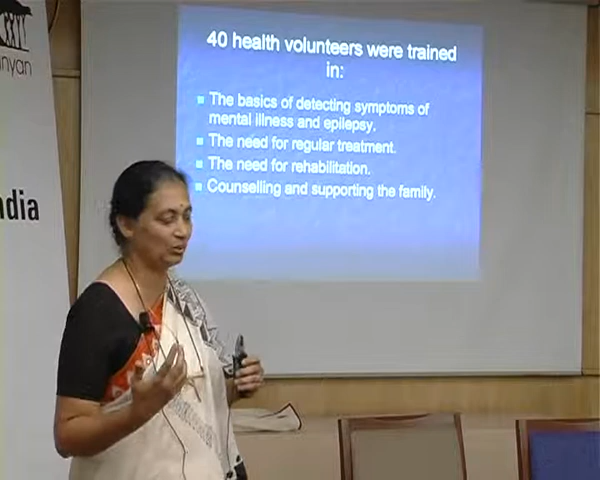 40 health volunteers were trained
in:
The basics of detecting symptoms of
mental illness and epilepsy,
The need for regular treatment.
The need for rehabilitation.
Counselling and supporting the family.
nyan
dia